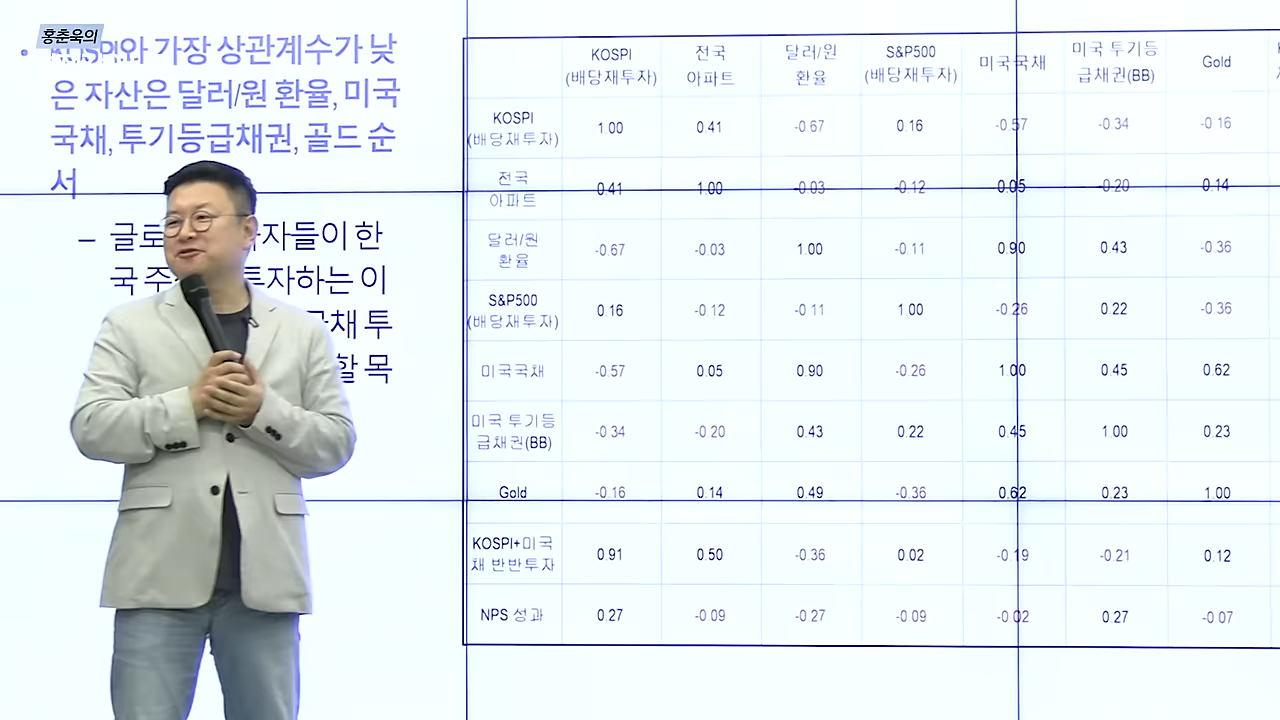 홍춘욱의
• KOSPI와 가장 상관계수가 낮
은 자산은 달러/원 환율, 미국
국채, 투기등급채권, 골드 순
서
– 글로 자들이 한
국 주 투자하는 이
국채 투
할 목
KOSPI 전국 달러/원 S&P500 미국국채 미국 투기등 Gold
(배당재투자) 아파트 환율 (배당재투자) 급채권(BB)
KOSPI
(배당재투자) 1.00 0.41 -0.67 0.16 -0.57 -0.34 -0.16
전국
아파트 0.41 1.00 -0.03 -0.12 0.05 -0.20 0.14
달러/원
환율 -0.67 -0.03 1.00 -0.11 0.90 0.43 -0.36
S&P500
(배당재투자) 0.16 -0.12 -0.11 1.00 -0.26 0.22 -0.36
미국국채 -0.57 0.05 0.90 -0.26 1.00 0.45 0.62
미국 투기등
급채권(BB) -0.34 -0.20 0.43 0.22 0.45 1.00 0.23
Gold -0.16 0.14 0.49 -0.36 0.62 0.23 1.00
KOSPI+미국
채 반반투자 0.91 0.50 -0.36 0.02 -0.19 -0.21 0.12
NPS 성과 0.27 -0.09 -0.27 -0.09 -0.02 0.27 -0.07